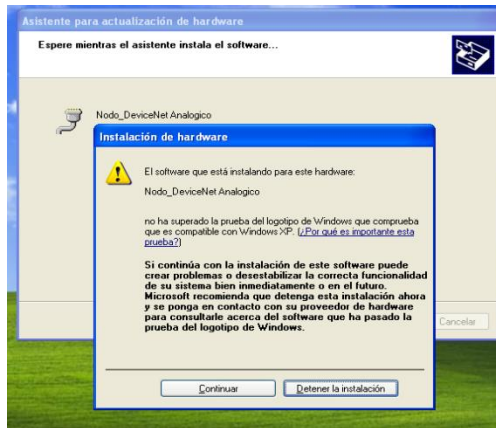 Asistente para actualización de hardware
Espere mientras el asistente instala el software...
Nodo_DeviceNet Analogico
Instalación de hardware
El software que está instalando para este hardware:
Nodo_DeviceNet Analogico
no ha superado la prueba del logotipo de Windows que comprueba
que es compatible con Windows XP. (¿Por qué es importante esta
prueba?)
Si continúa con la instalación de este software puede
crear problemas o desestabilizar la correcta funcionalidad
de su sistema bien inmediatamente o en el futuro.
Microsoft recomienda que detenga esta instalación ahora
y se ponga en contacto con su proveedor de hardware
para consultarle acerca del software que ha pasado la
prueba del logotipo de Windows.
Cancelar
Continuar
Detener la instalación